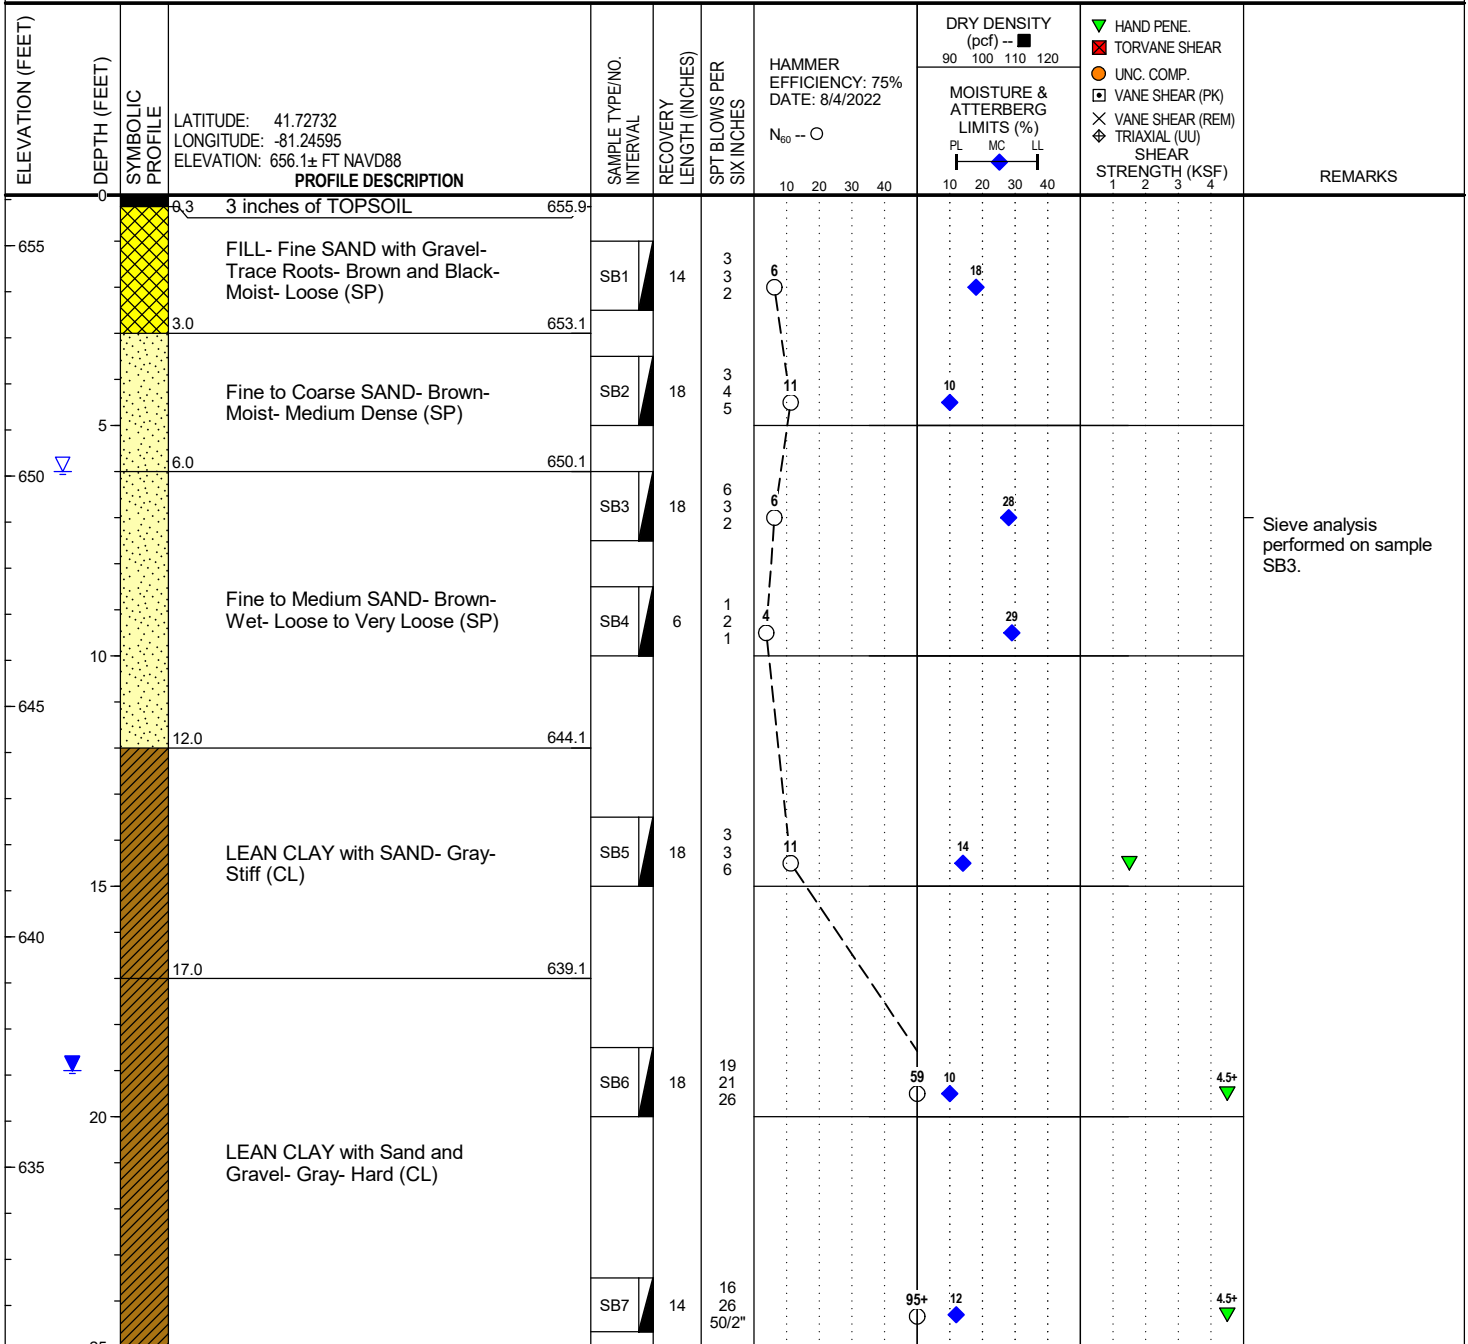 ELEVATION (FEET)
DEPTH (FEET)
SYMBOLIC
PROFILE
LATITUDE: 41.72732
LONGITUDE: -81.24595
ELEVATION: 656.1± FT NAVD88
PROFILE DESCRIPTION
SAMPLE TYPE/NO.
INTERVAL
RECOVERY
LENGTH (INCHES)
SPT BLOWS PER
SIX INCHES
HAMMER
EFFICIENCY: 75%
DATE: 8/4/2022
N60 --
10 20 30 40
DRY DENSITY
(pcf) --
90 100 110 120
MOISTURE &
ATTERBERG
LIMITS (%)
PL MC LL
10 20 30 40
HAND PENE.
TORVANE SHEAR
UNC. COMP.
VANE SHEAR (PK)
VANE SHEAR (REM)
TRIAXIAL (UU)
SHEAR
STRENGTH (KSF)
1 2 3 4
REMARKS
0
0.3 3 inches of TOPSOIL 655.9
655
FILL- Fine SAND with Gravel-
Trace Roots- Brown and Black-
Moist- Loose (SP)
SB1 14
3
3
2
6
18
3.0 653.1
Fine to Coarse SAND- Brown-
Moist- Medium Dense (SP)
SB2 18
3
4
5
11
10
5
6.0 650.1
650
SB3 18
6
3
2
6
28
Sieve analysis
performed on sample
SB3.
Fine to Medium SAND- Brown-
Wet- Loose to Very Loose (SP)
SB4 6
1
2
1
4
29
10
645
12.0 644.1
LEAN CLAY with SAND- Gray-
Stiff (CL)
SB5 18
3
3
6
11
14
15
640
17.0 639.1
SB6 18
19
21
26
59
10
4.5+
20
635
LEAN CLAY with Sand and
Gravel- Gray- Hard (CL)
SB7 14
16
26
50/2"
95+
12
4.5+
25